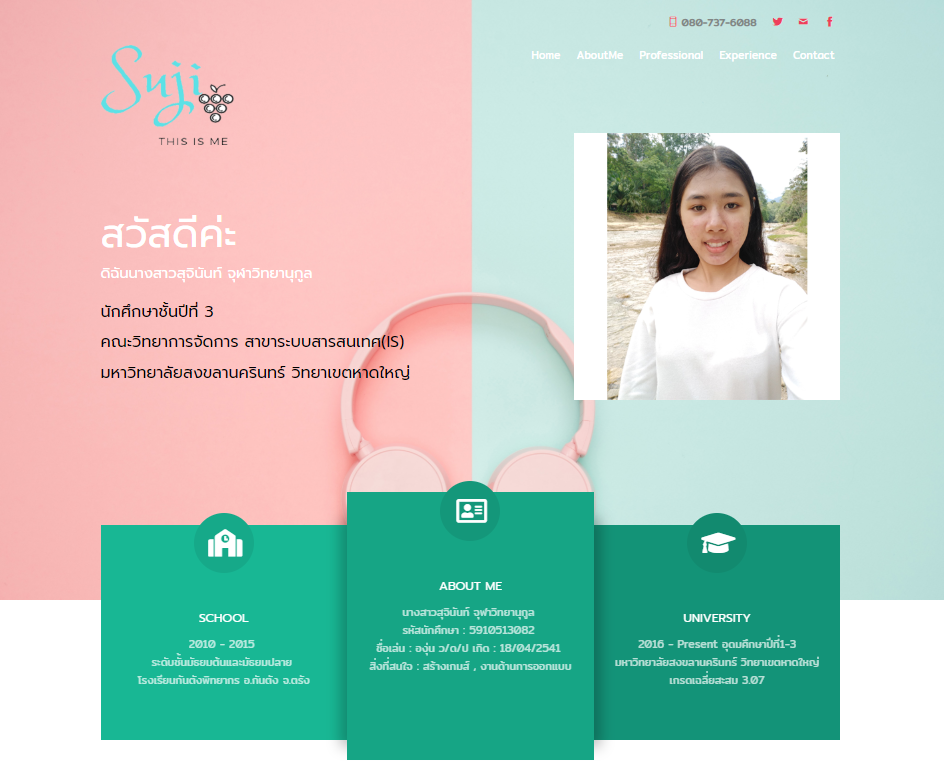 080-737-6088
Home AboutMe Professional Experience Contact
Suji
THIS IS ME
สวัสดีค่ะ
ดิฉันนางสาวสุจินันท์ จุฬาวิทยานุกูล
นักศึกษาชั้นปีที่ 3
คณะวิทยาการจัดการ สาขาระบบสารสนเทศ(IS)
มหาวิทยาลัยสงขลานครินทร์ วิทยาเขตหาดใหญ่
SCHOOL
2010 - 2015
ระดับชั้นมัธยมต้นและมัธยมปลาย
โรงเรียนกันตังพิทยากร อ.กันตัง จ.ตรัง
ABOUT ME
นางสาวสุจินันท์ จุฬาวิทยานุกูล
รหัสนักศึกษา : 5910513082
ชื่อเล่น : องุ่น ว/ด/ป เกิด : 18/04/2541
สิ่งที่สนใจ : สร้างเกมส์ , งานด้านการออกแบบ
UNIVERSITY
2016 - Present อุดมศึกษาปีที่1-3
มหาวิทยาลัยสงขลานครินทร์ วิทยาเขตหาดใหญ่
เกรดเฉลี่ยสะสม 3.07